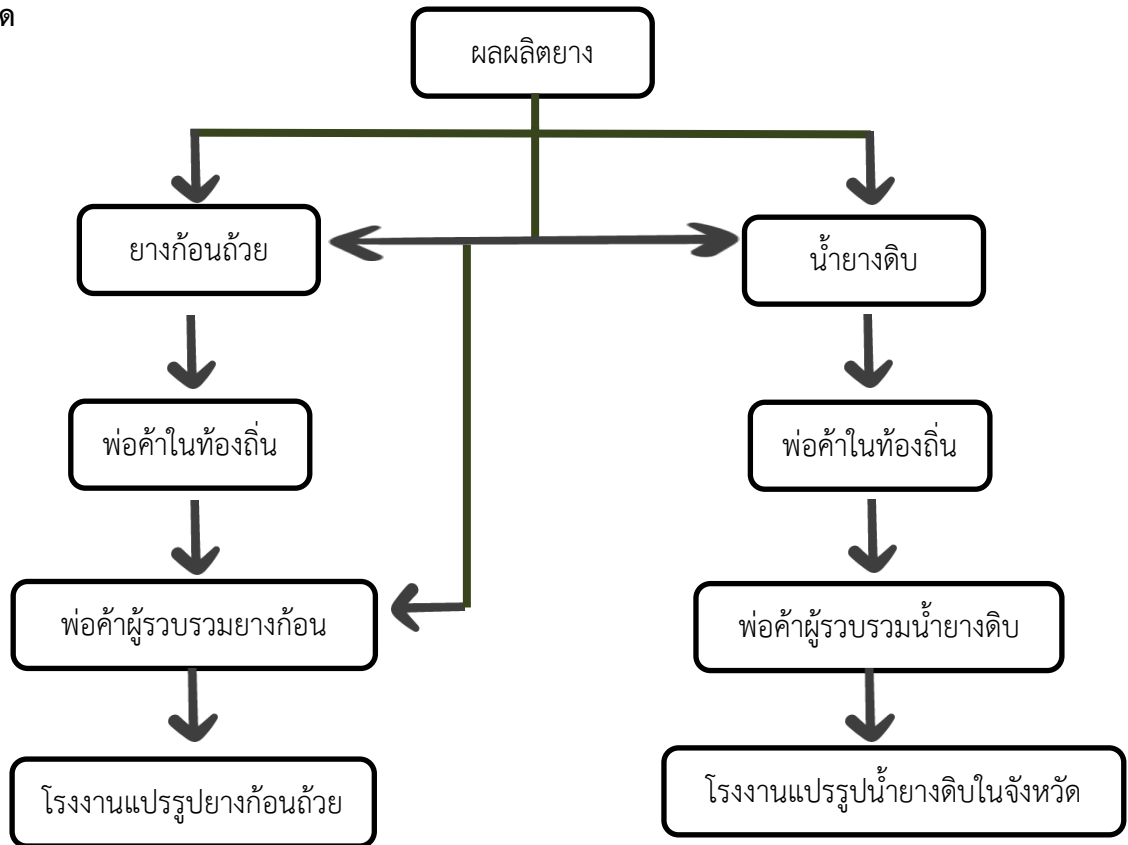 ด
ผลผลิตยาง
ยางก้อนถ้วย
น้ำยางดิบ
พ่อค้าในท้องถิ่น
พ่อค้าในท้องถิ่น
พ่อค้าผู้รวบรวมยางก้อน
พ่อค้าผู้รวบรวมน้ำยางดิบ
โรงงานแปรรูปยางก้อนถ้วย
โรงงานแปรรูปน้ำยางดิบในจังหวัด